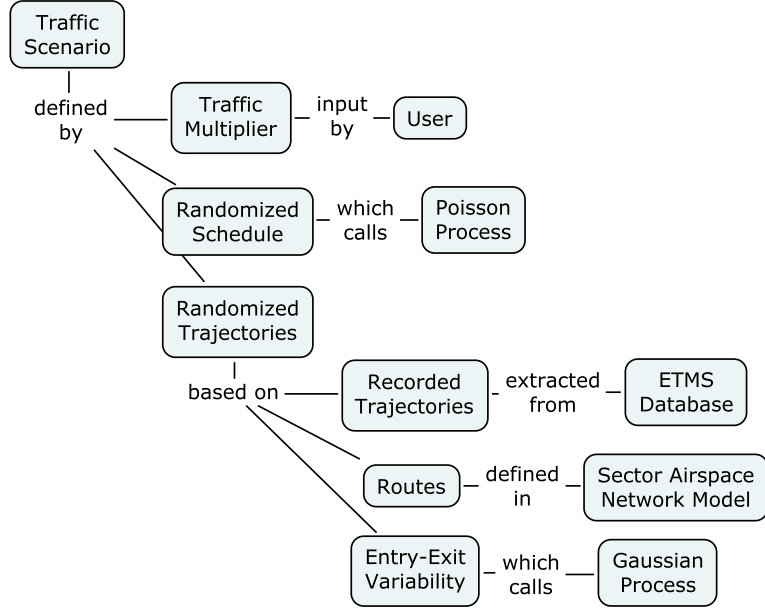 Traffic
Scenario
defined
by
Traffic
Multiplier
input
by
User
Randomized
Schedule
which
calls
Poisson
Process
Randomized
Trajectories
based on
Recorded
Trajectories
extracted
from
ETMS
Database
Routes
defined
in
Sector Airspace
Network Model
Entry-Exit
Variability
which
calls
Gaussian
Process